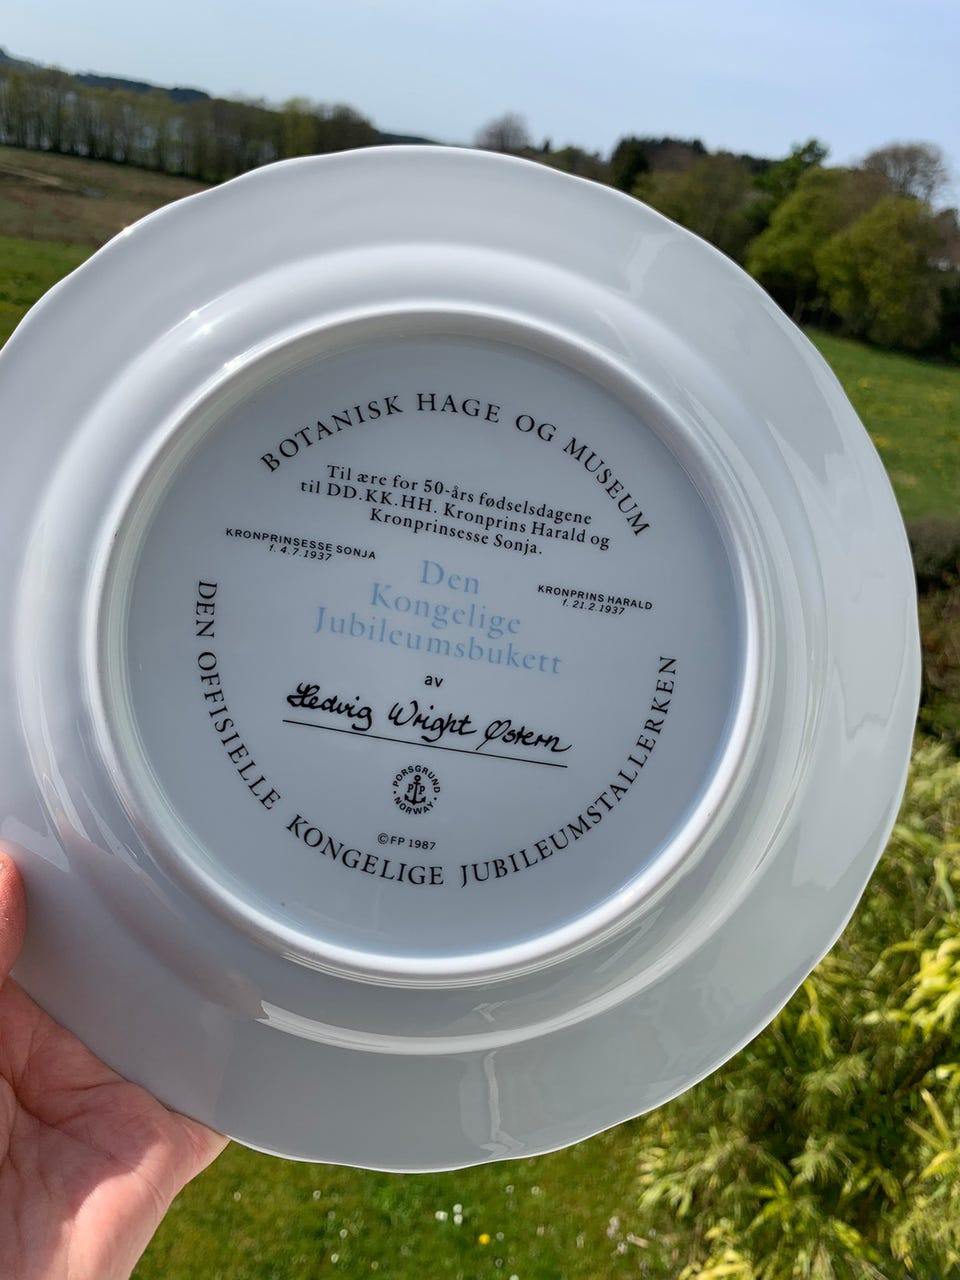 BOTANISK HAGE OG MUSEUM
Til ære for 50-års fødselsdagene
til DD.KK.HH. Kronprins Harald og
Kronprinsesse Sonja.
KRONPRINSESSE SONJA
f. 4.7.1937
KRONPRINS HARALD
f. 21.2.1937
Den
Kongelige
Jubileumsbukett
av
Hedvig Wright Østern
PORSGRUND
PP
NORWAY
©FP 1987
DEN OFFISIELLE KONGELIGE JUBILEUMSTALLERKEN